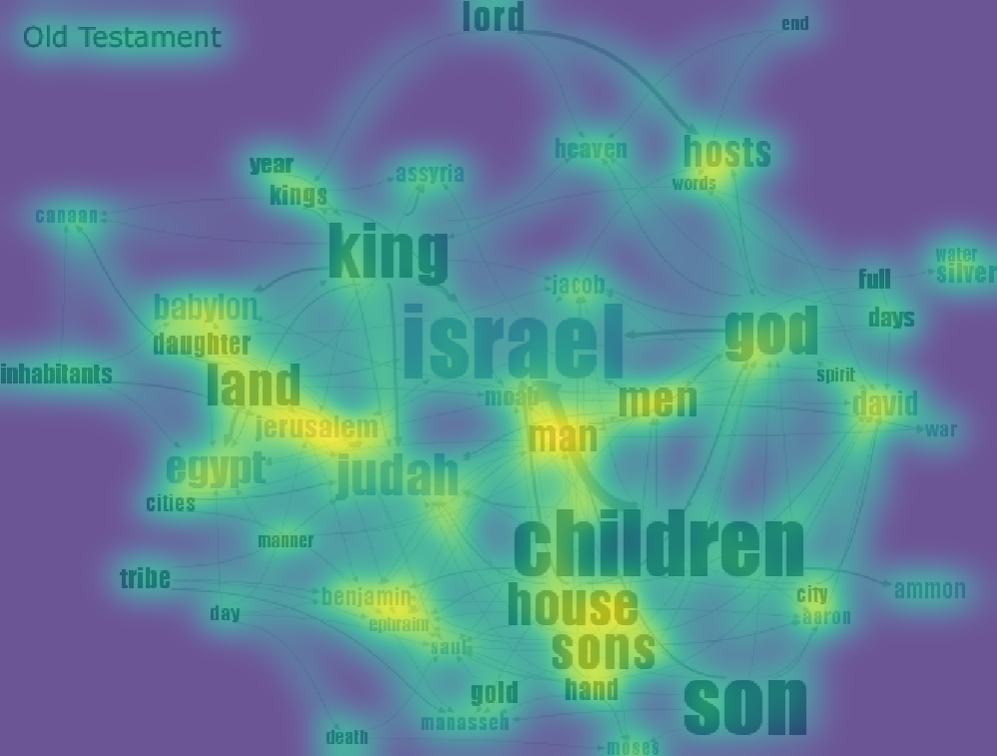 lord
end
Old Testament
heaven
hosts
year
assyria
words
kings
canaan
king
water
silver
full
jacob
babylon
days
god
israel
daughter
inhabitants
spirit
land
moab
men
david
jerusalem
war
man
egypt
judah
cities
manner
children
tribe
ammon
benjamin
city
house
day
aaron
ephraim
saul
sons
gold
hand
son
manasseh
death
moses